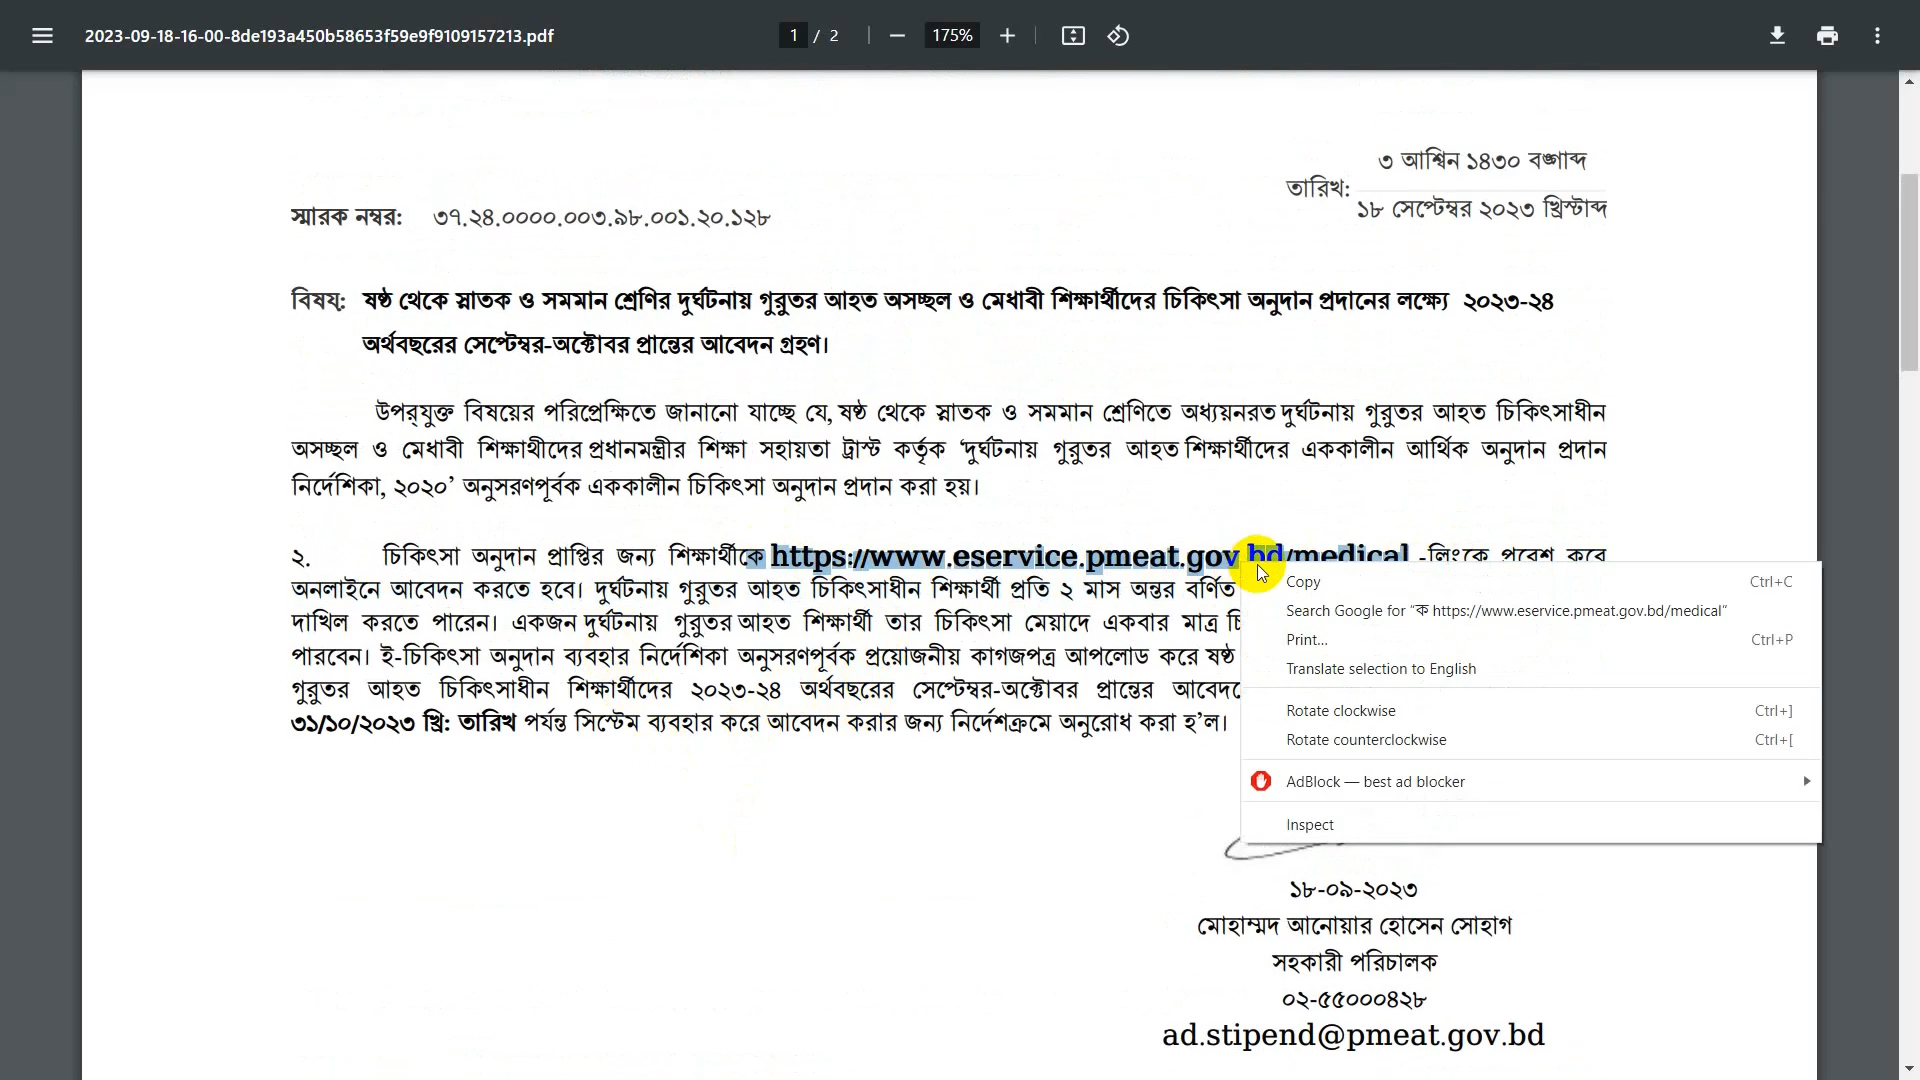 2023-09-18-16-00-8de193a450b58653f59e9f9109157213.pdf
1 / 2
175%
৩ আশ্বিন ১৪৩০ বঙ্গাব্দ
তারিখ:
১৮ সেপ্টেম্বর ২০২৩ খ্রিস্টাব্দ
স্মারক নম্বর: ৩৭.২৪.০০০০.০০৩.৯৮.০০১.২০.১২৮
বিষয়: ষষ্ঠ থেকে স্নাতক ও সমমান শ্রেণির দুর্ঘটনায় গুরুতর আহত অসচ্ছল ও মেধাবী শিক্ষার্থীদের চিকিৎসা অনুদান প্রদানের লক্ষ্যে ২০২৩-২৪
অর্থবছরের সেপ্টেম্বর-অক্টোবর প্রান্তের আবেদন গ্রহণ।
উপর্যুক্ত বিষয়ের পরিপ্রেক্ষিতে জানানো যাচ্ছে যে, ষষ্ঠ থেকে স্নাতক ও সমমান শ্রেণিতে অধ্যয়নরত দুর্ঘটনায় গুরুতর আহত চিকিৎসাধীন
অসচ্ছল ও মেধাবী শিক্ষার্থীদের প্রধানমন্ত্রীর শিক্ষা সহায়তা ট্রাস্ট কর্তৃক 'দুর্ঘটনায় গুরুতর আহত শিক্ষার্থীদের এককালীন আর্থিক অনুদান প্রদান
নির্দেশিকা, ২০২০’ অনুসরণপূর্বক এককালীন চিকিৎসা অনুদান প্রদান করা হয়।
২. চিকিৎসা অনুদান প্রাপ্তির জন্য শিক্ষার্থীকে https://www.eservice.pmeat.gov.bd/medical -লিংকে প্রবেশ করে
অনলাইনে আবেদন করতে হবে। দুর্ঘটনায় গুরুতর আহত চিকিৎসাধীন শিক্ষার্থী প্রতি ২ মাস অন্তর বর্ণিত
দাখিল করতে পারেন। একজন দুর্ঘটনায় গুরুতর আহত শিক্ষার্থী তার চিকিৎসা মেয়াদে একবার মাত্র
পারবেন। ই-চিকিৎসা অনুদান ব্যবহার নির্দেশিকা অনুসরণপূর্বক প্রয়োজনীয় কাগজপত্র আপলোড করে ষষ্ঠ
গুরুতর আহত চিকিৎসাধীন শিক্ষার্থীদের ২০২৩-২৪ অর্থবছরের সেপ্টেম্বর-অক্টোবর প্রান্তের
৩১/১০/২০২৩ খ্রি: তারিখ পর্যন্ত সিস্টেম ব্যবহার করে আবেদন করার জন্য নির্দেশক্রমে অনুরোধ করা হ’ল।
Copy Ctrl+C
Search Google for “ক https://www.eservice.pmeat.gov.bd/medical”
Print... Ctrl+P
Translate selection to English
Rotate clockwise Ctrl+]
Rotate counterclockwise Ctrl+[
AdBlock — best ad blocker
Inspect
১৮-০৯-২০২৩
মোহাম্মদ আনোয়ার হোসেন সোহাগ
সহকারী পরিচালক
০২-৫৫০০০৪২৮
ad.stipend@pmeat.gov.bd